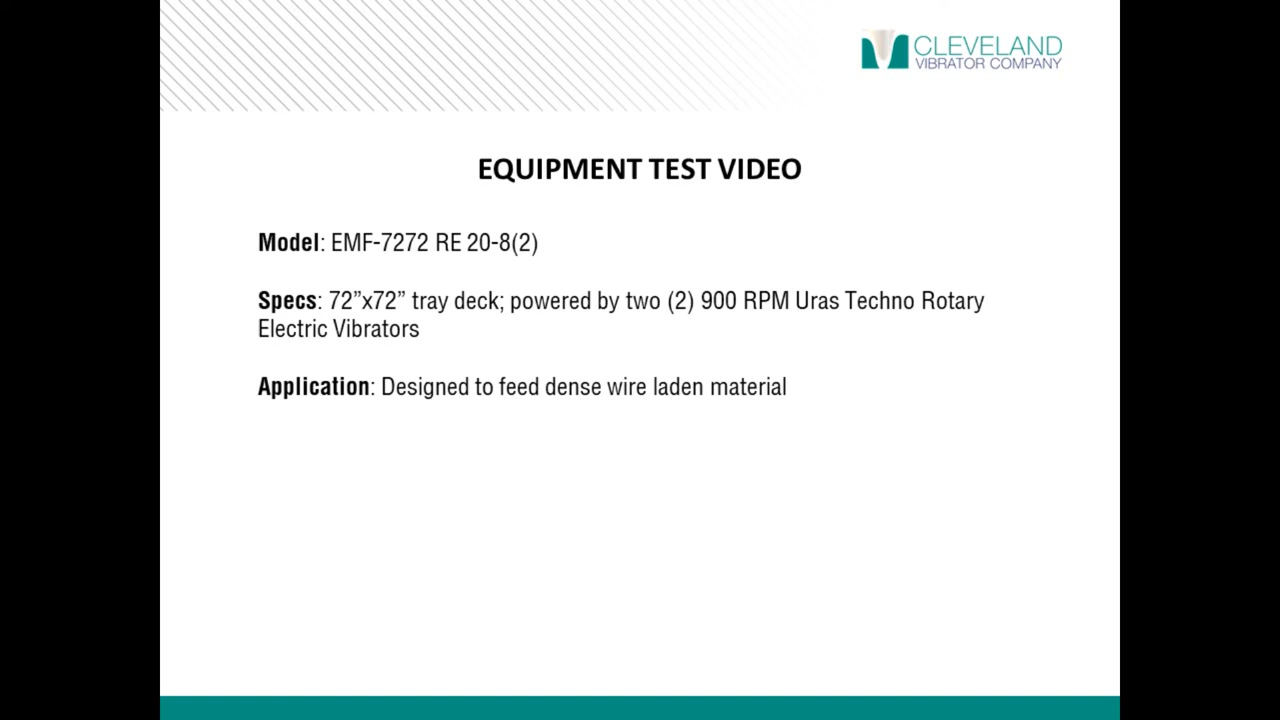 CLEVELAND
VIBRATOR COMPANY
EQUIPMENT TEST VIDEO
Model: EMF-7272 RE 20-8(2)
Specs: 72”x72” tray deck; powered by two (2) 900 RPM Uras Techno Rotary
Electric Vibrators
Application: Designed to feed dense wire laden material